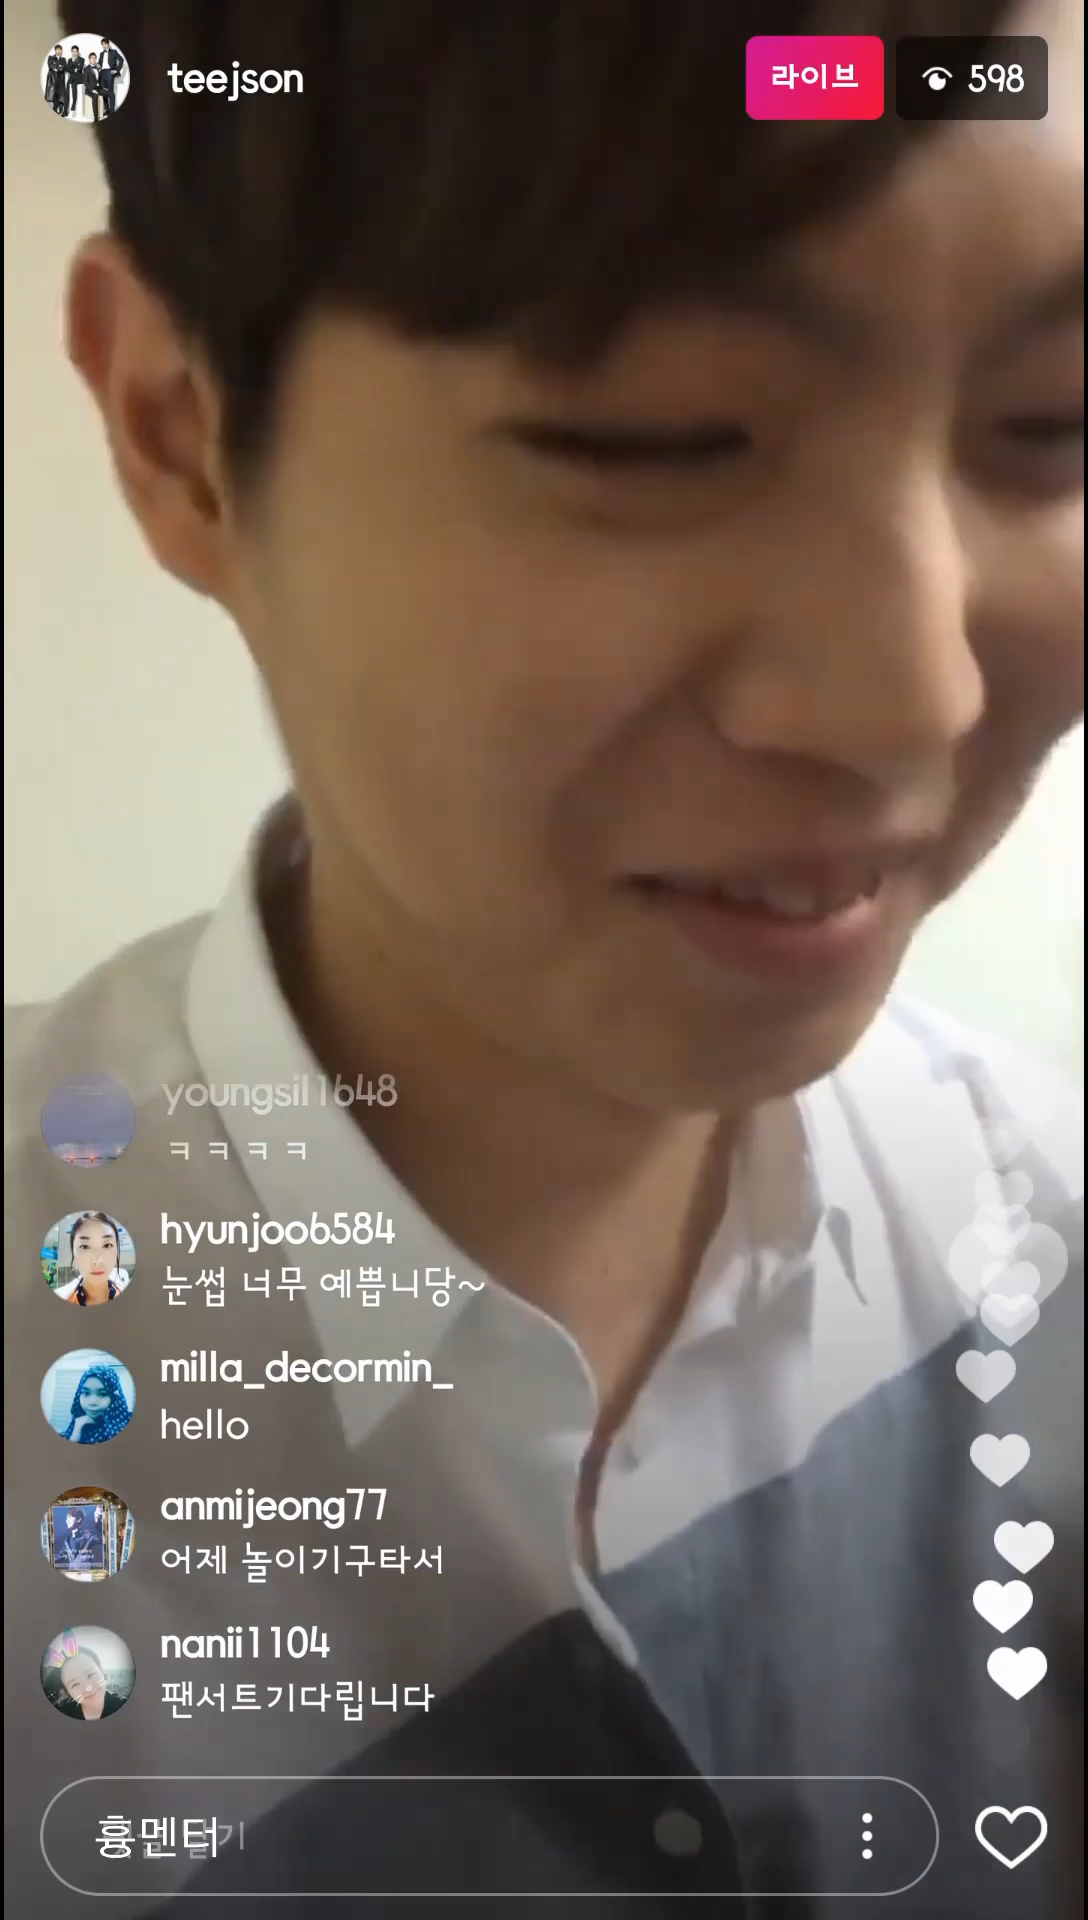 teejson
라이브
598
youngsil1648
ㅋㅋㅋㅋ
hyunjoo6584
눈썹 너무 예쁩니당~
milla_decormin_
hello
anmijeong77
어제 놀이기구타서
nanii1104
팬서트기다립니다
흉멘터